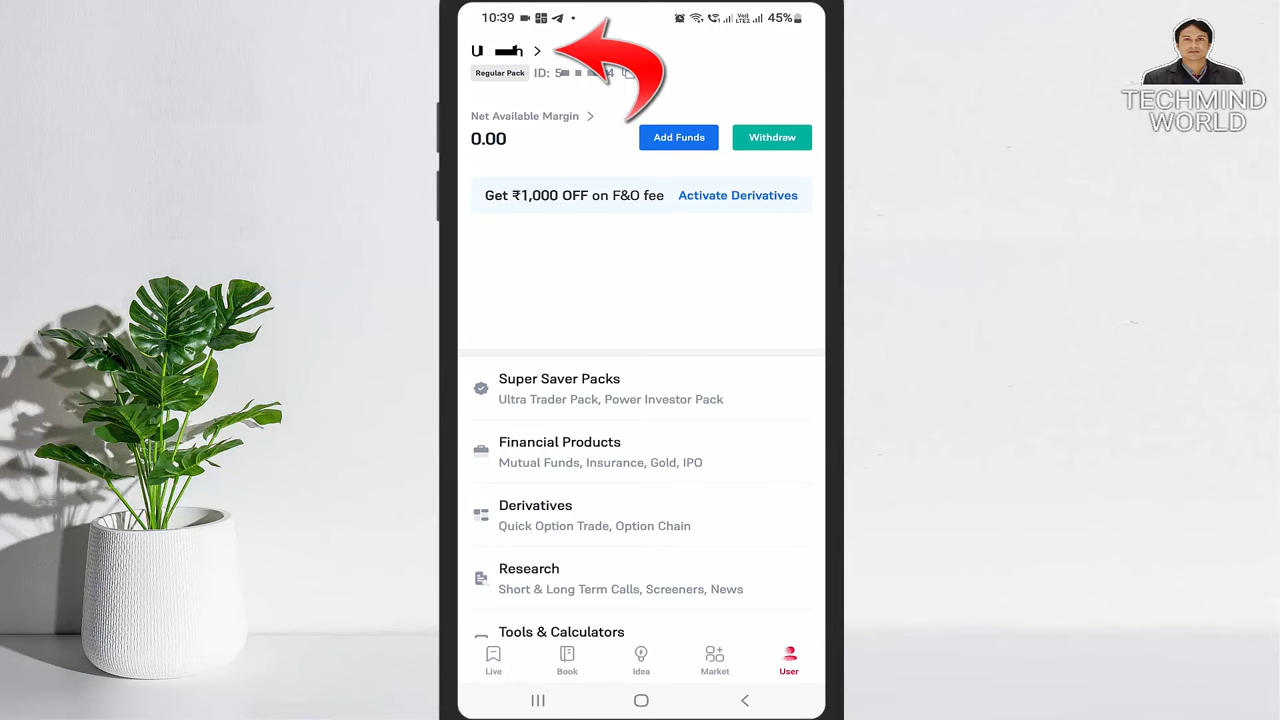 10:39
45%
Regular Pack ID:
Net Available Margin
0.00
Add Funds
Withdraw
Get ₹1,000 OFF on F&O fee Activate Derivatives
Super Saver Packs
Ultra Trader Pack, Power Investor Pack
Financial Products
Mutual Funds, Insurance, Gold, IPO
Derivatives
Quick Option Trade, Option Chain
Research
Short & Long Term Calls, Screeners, News
Tools & Calculators
Live
Book
Idea
Market
User
TECHMIND
WORLD